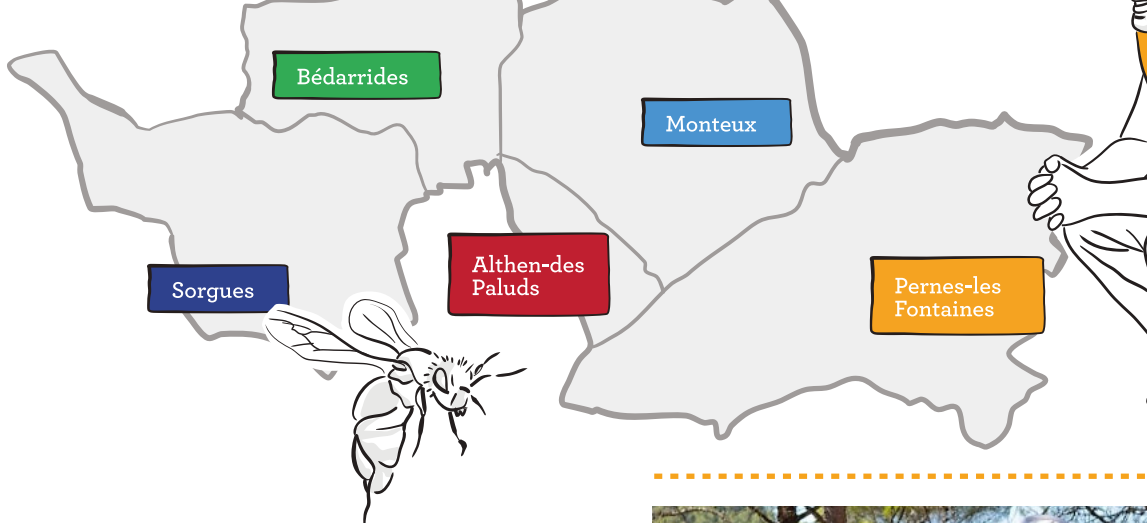 Bédarrides
Monteux
Althen-des
Paluds
Sorgues
Pernes-les
Fontaines